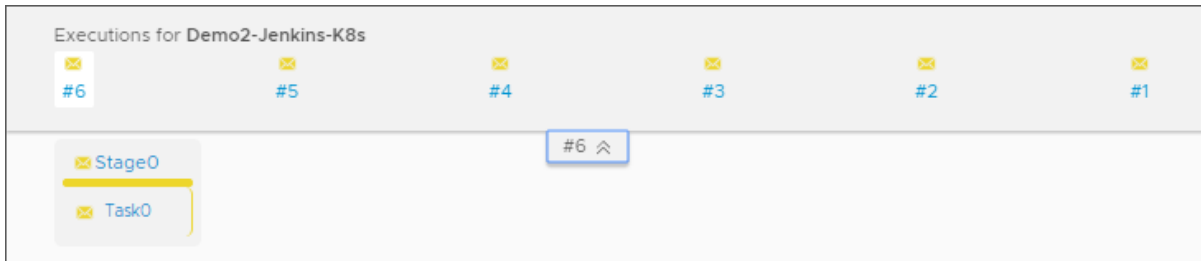 Executions for Demo2-Jenkins-K8s
#6 #5 #4 #3 #2 #1
#6
Stage0
Task0